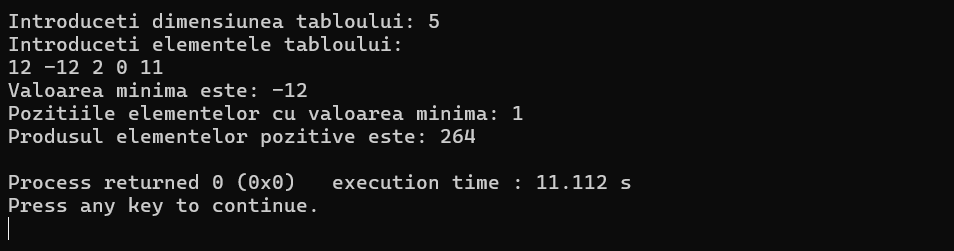 Introduceti dimensiunea tabloului: 5
Introduceti elementele tabloului:
12 -12 2 0 11
Valoarea minima este: -12
Pozitiile elementelor cu valoarea minima: 1
Produsul elementelor pozitive este: 264
Process returned 0 (0x0)   execution time : 11.112 s
Press any key to continue.